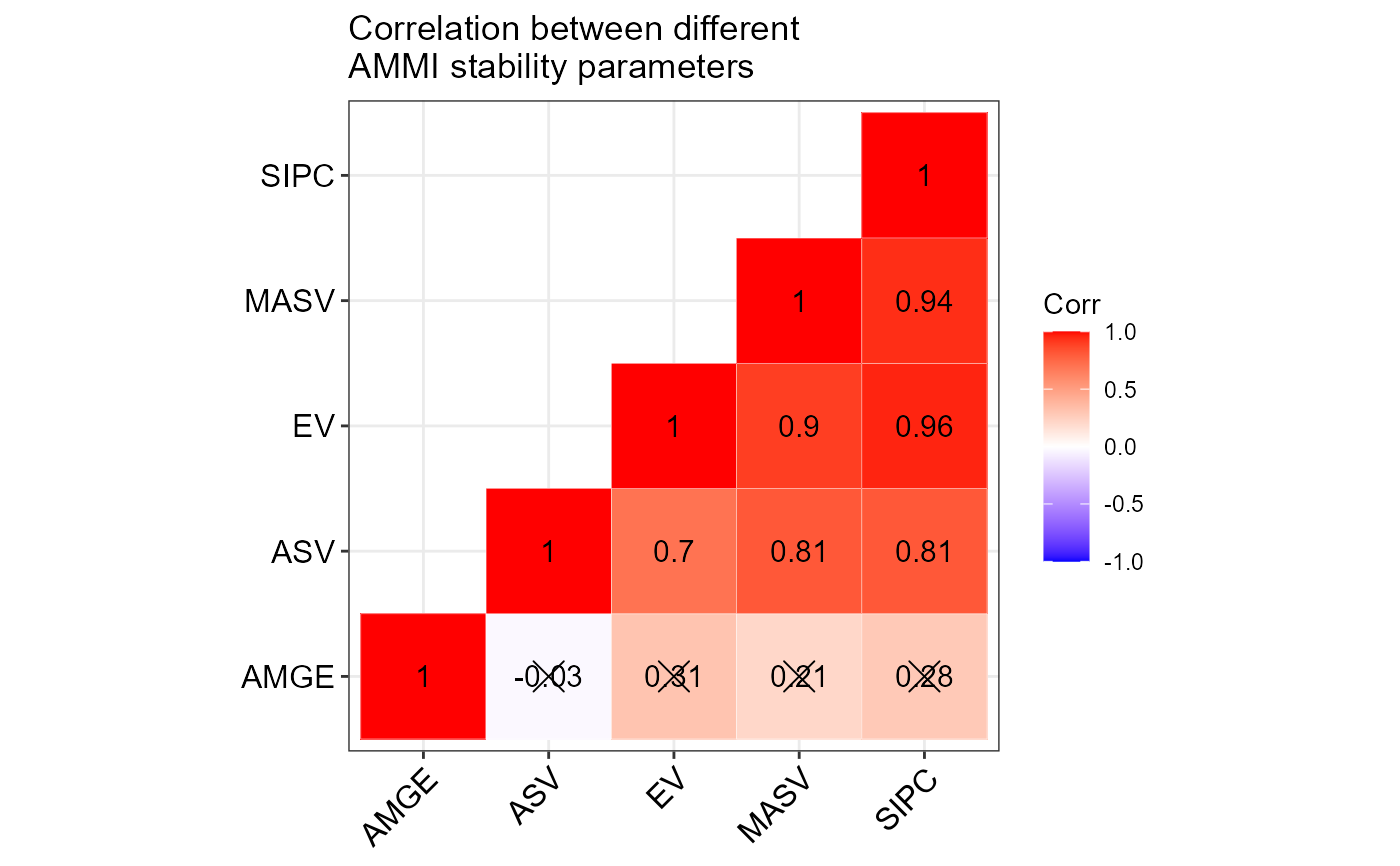 Correlation between different
AMMI stability parameters
SIPC 1
MASV 1 0.94
EV 1 0.9 0.96
ASV 1 0.7 0.81 0.81
AMGE 1 -0.03 0.31 0.21 0.28
AMGE ASV EV MASV SIPC
Corr
1.0
0.5
0.0
-0.5
-1.0